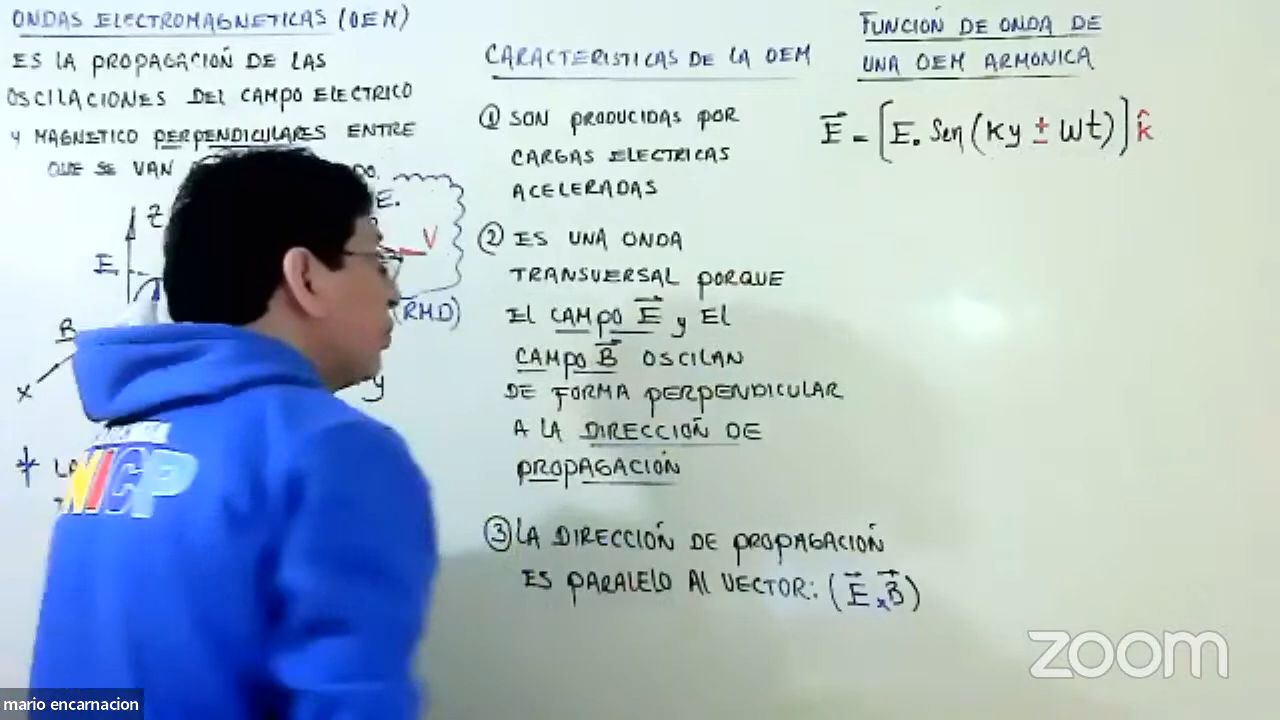 ONDAS ELECTROMAGNETICAS (OEM)
ES LA PROPAGACIÓN DE LAS
OSCILACIONES DEL CAMPO ELECTRICO
Y MAGNETICO PERPENDICULARES ENTRE
QUE SE VAN
Z
E.
E
V
(R.M.D)
B
X
y
* LA
NICP
CARACTERISTICAS DE LA OEM
① SON PRODUCIDAS POR
CARGAS ELECTRICAS
ACELERADAS
② ES UNA ONDA
TRANSVERSAL PORQUE
EL CAMPO E⃗ y El
CAMPO B⃗ OSCILAN
DE FORMA PERPENDICULAR
A LA DIRECCIÓN DE
PROPAGACIÓN
③ LA DIRECCIÓN DE PROPAGACIÓN
ES PARALELO AL VECTOR: (E⃗ x B⃗)
FUNCIÓN DE ONDA DE
UNA OEM ARMONICA
E⃗ = [E. Sen (Ky ± wt)] k̂
zoom
mario encarnacion